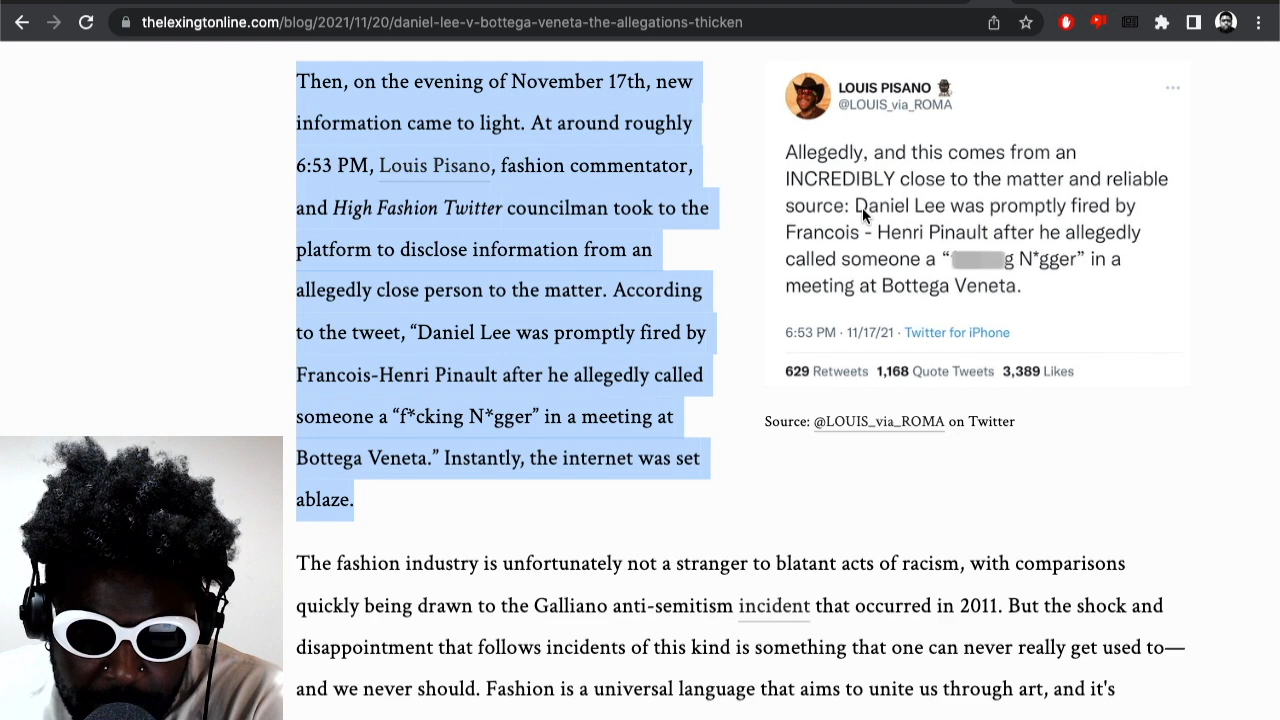 thelexingtononline.com/blog/2021/11/20/daniel-lee-v-bottega-veneta-the-allegations-thicken
Then, on the evening of November 17th, new
information came to light. At around roughly
6:53 PM, Louis Pisano, fashion commentator,
and High Fashion Twitter councilman took to the
platform to disclose information from an
allegedly close person to the matter. According
to the tweet, “Daniel Lee was promptly fired by
Francois-Henri Pinault after he allegedly called
someone a “f*cking N*gger” in a meeting at
Bottega Veneta.” Instantly, the internet was set
ablaze.
LOUIS PISANO
@LOUIS_via_ROMA
Allegedly, and this comes from an
INCREDIBLY close to the matter and reliable
source: Daniel Lee was promptly fired by
Francois - Henri Pinault after he allegedly
called someone a “g N*gger” in a
meeting at Bottega Veneta.
6:53 PM · 11/17/21 · Twitter for iPhone
629 Retweets 1,168 Quote Tweets 3,389 Likes
Source: @LOUIS_via_ROMA on Twitter
The fashion industry is unfortunately not a stranger to blatant acts of racism, with comparisons
quickly being drawn to the Galliano anti-semitism incident that occurred in 2011. But the shock and
disappointment that follows incidents of this kind is something that one can never really get used to—
and we never should. Fashion is a universal language that aims to unite us through art, and it's